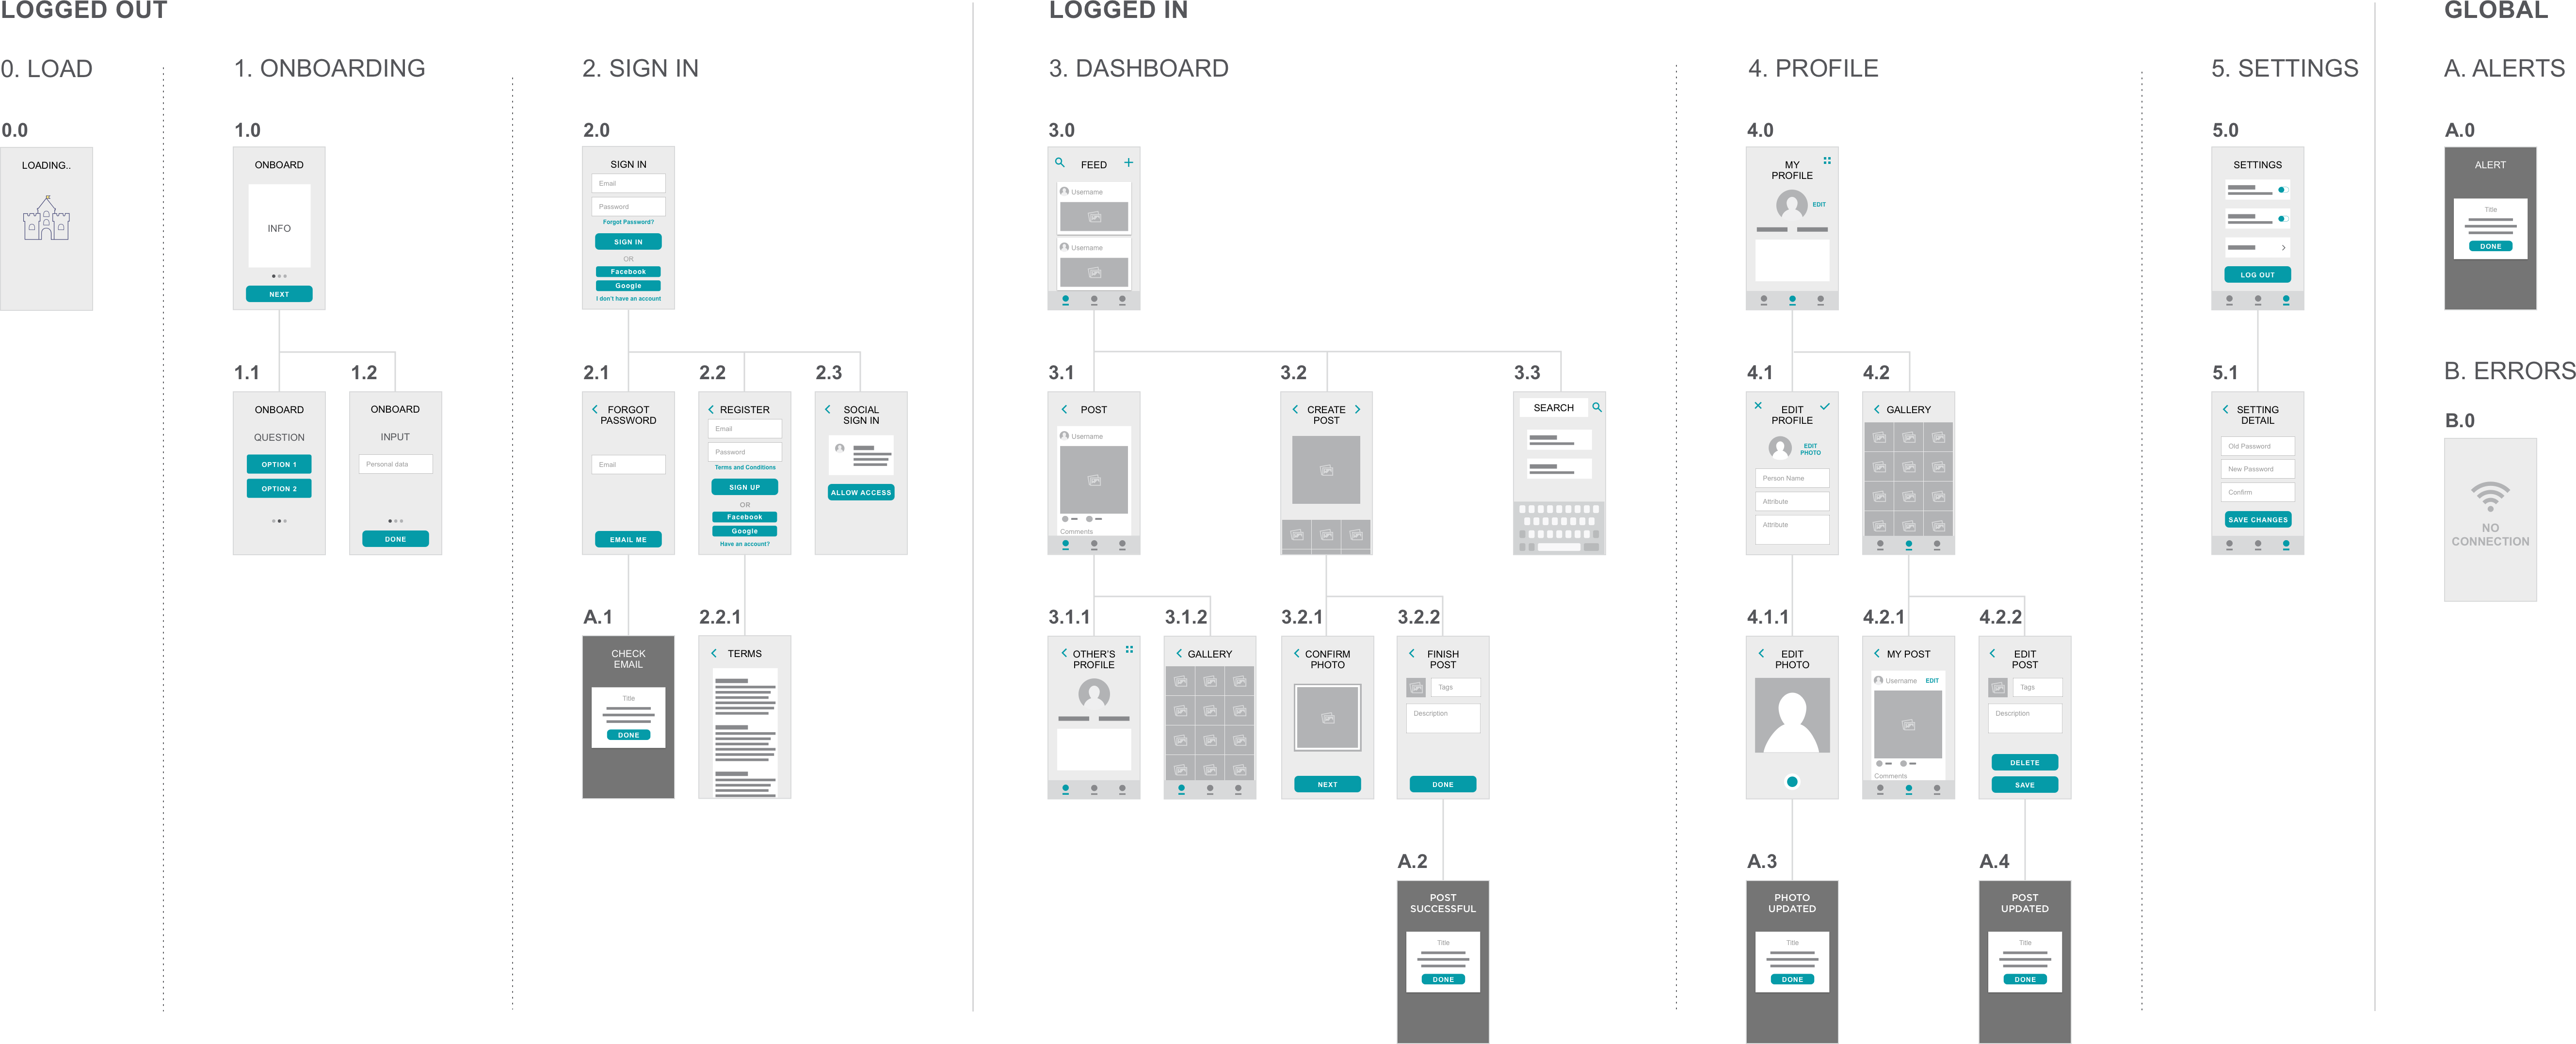 LOGGED OUT
LOGGED IN
GLOBAL
0. LOAD
1. ONBOARDING
2. SIGN IN
3. DASHBOARD
4. PROFILE
5. SETTINGS
A. ALERTS
0.0
LOADING..
1.0
ONBOARD
INFO
NEXT
2.0
SIGN IN
Email
Password
Forgot Password?
SIGN IN
OR
Facebook
Google
I don't have an account
3.0
FEED
Username
Username
4.0
MY
PROFILE
EDIT
5.0
SETTINGS
LOG OUT
A.0
ALERT
Title
DONE
1.1
ONBOARD
QUESTION
OPTION 1
OPTION 2
1.2
ONBOARD
INPUT
Personal data
DONE
2.1
FORGOT
PASSWORD
Email
EMAIL ME
2.2
REGISTER
Email
Password
Terms and Conditions
SIGN UP
OR
Facebook
Google
Have an account?
2.3
SOCIAL
SIGN IN
ALLOW ACCESS
3.1
POST
Username
Comments
3.2
CREATE
POST
3.3
SEARCH
4.1
EDIT
PROFILE
EDIT
PHOTO
Person Name
Attribute
Attribute
4.2
GALLERY
5.1
SETTING
DETAIL
Old Password
New Password
Confirm
SAVE CHANGES
B. ERRORS
B.0
NO
CONNECTION
A.1
CHECK
EMAIL
Title
DONE
2.2.1
TERMS
3.1.1
OTHER'S
PROFILE
3.1.2
GALLERY
3.2.1
CONFIRM
PHOTO
NEXT
3.2.2
FINISH
POST
Tags
Description
DONE
4.1.1
EDIT
PHOTO
4.2.1
MY POST
Username
EDIT
Comments
4.2.2
EDIT
POST
Tags
Description
DELETE
SAVE
A.2
POST
SUCCESSFUL
Title
DONE
A.3
PHOTO
UPDATED
Title
DONE
A.4
POST
UPDATED
Title
DONE